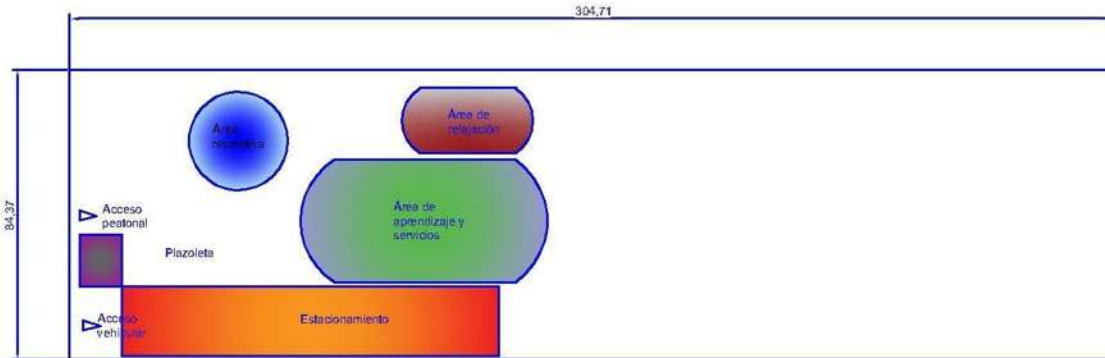 304,71
84,37
Área
recreativa
Área de
relajación
Área de
aprendizaje y
servicios
Acceso
peatonal
Plazoleta
Acceso
vehicular
Estacionamiento